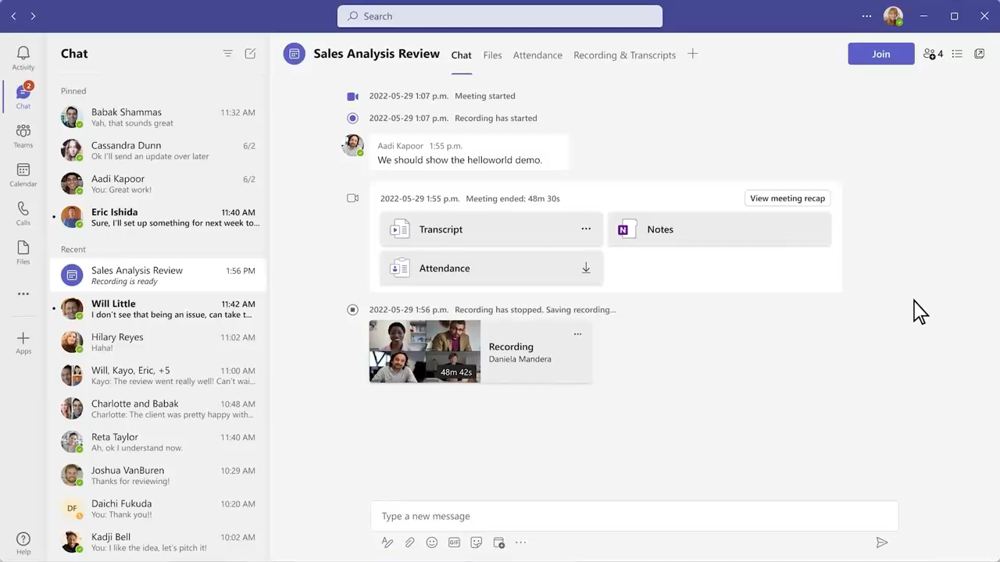 Search
Activity
2
Chat
Teams
Calendar
Calls
Files
Apps
Help
Chat
Pinned
Babak Shammas 11:32 AM
Yah, that sounds great
Cassandra Dunn 6/2
Ok I'll send an update over later
Aadi Kapoor 6/2
You: Great work!
Eric Ishida 11:40 AM
Sure, I'll set up something for next week to...
Recent
Sales Analysis Review 1:56 PM
Recording is ready
Will Little 11:42 AM
I don't see that being an issue, can take t...
Hilary Reyes 11:02 AM
Haha!
Will, Kayo, Eric, +5 11:00 AM
Kayo: The review went really well! Can't wai...
Charlotte and Babak 10:48 AM
Charlotte: The client was pretty happy with...
Reta Taylor 11:40 AM
Ah, ok I understand now.
Joshua VanBuren 10:29 AM
Thanks for reviewing!
DF
Daichi Fukuda 10:20 AM
You: Thank you!!
Kadji Bell 10:02 AM
You: I like the idea, let's pitch it!
Sales Analysis Review Chat Files Attendance Recording & Transcripts Join 4
2022-05-29 1:07 p.m. Meeting started
2022-05-29 1:07 p.m. Recording has started
Aadi Kapoor 1:55 p.m.
We should show the helloworld demo.
2022-05-29 1:55 p.m. Meeting ended: 48m 30s View meeting recap
Transcript
N Notes
Attendance
2022-05-29 1:56 p.m. Recording has stopped. Saving recording...
Recording
Daniela Mandera
48m 42s
Type a new message
GIF